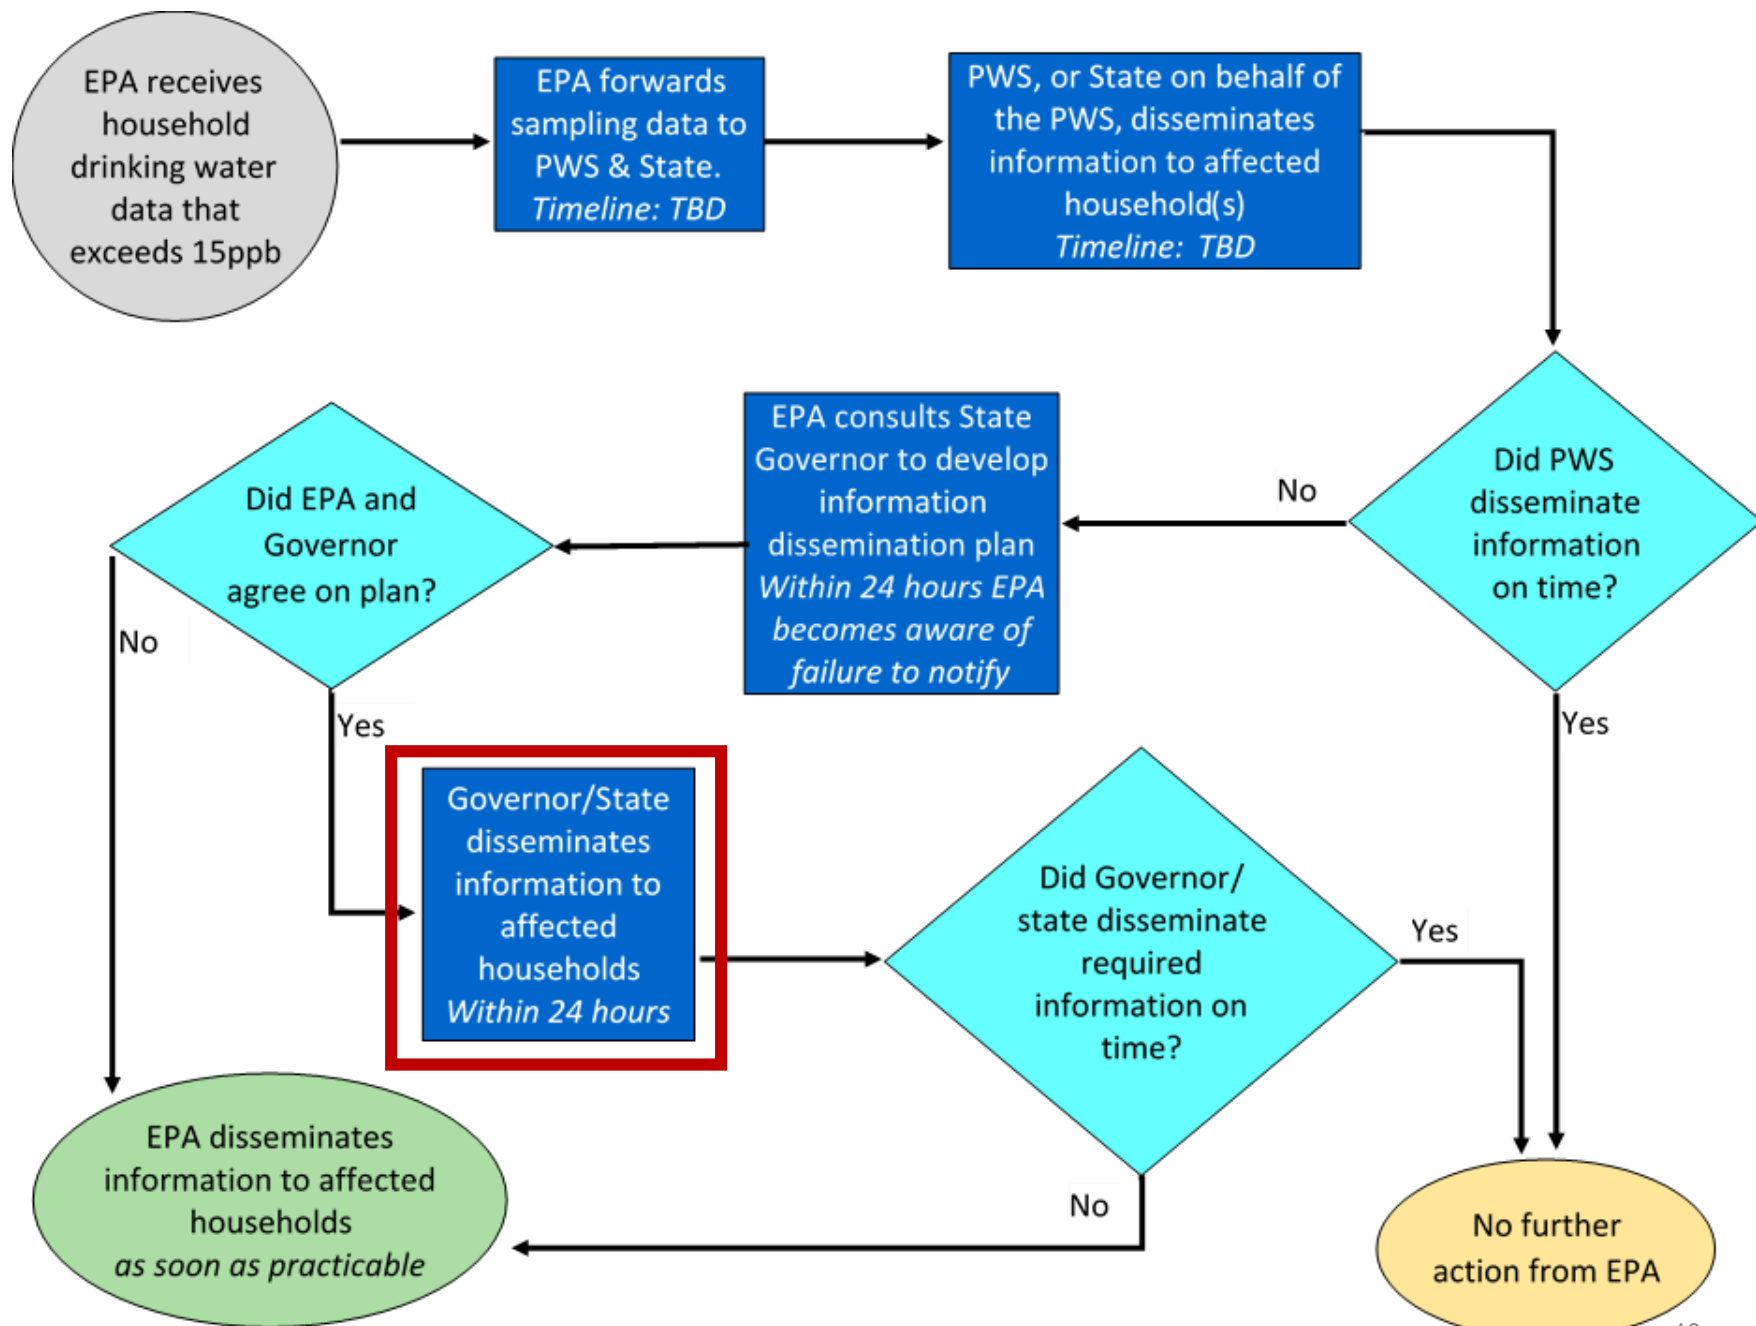 EPA receives
household
drinking water
data that
exceeds 15ppb
EPA forwards
sampling data to
PWS & State.
Timeline: TBD
PWS, or State on behalf of
the PWS, disseminates
information to affected
household(s)
Timeline: TBD
Did PWS
disseminate
information
on time?
No
Yes
EPA consults State
Governor to develop
information
dissemination plan
Within 24 hours EPA
becomes aware of
failure to notify
Did EPA and
Governor
agree on plan?
No
Yes
Governor/State
disseminates
information to
affected
households
Within 24 hours
Did Governor/
state disseminate
required
information on
time?
Yes
No
EPA disseminates
information to affected
households
as soon as practicable
No further
action from EPA